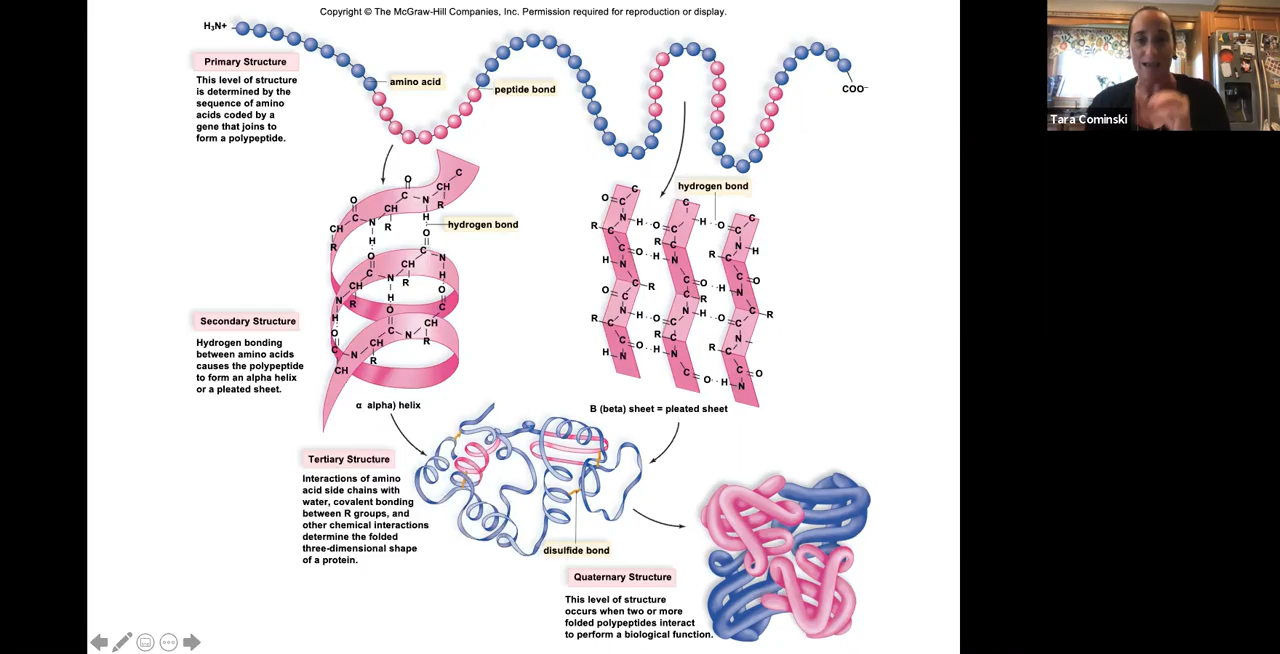 Copyright © The McGraw-Hill Companies, Inc. Permission required for reproduction or display.
H₃N+
Primary Structure
This level of structure
is determined by the
sequence of amino
acids coded by a
gene that joins to
form a polypeptide.
amino acid
peptide bond
COO⁻
Tara Cominski
hydrogen bond
hydrogen bond
Secondary Structure
Hydrogen bonding
between amino acids
causes the polypeptide
to form an alpha helix
or a pleated sheet.
α alpha) helix
B (beta) sheet = pleated sheet
Tertiary Structure
Interactions of amino
acid side chains with
water, covalent bonding
between R groups, and
other chemical interactions
determine the folded
three-dimensional shape
of a protein.
disulfide bond
Quaternary Structure
This level of structure
occurs when two or more
folded polypeptides interact
to perform a biological function.